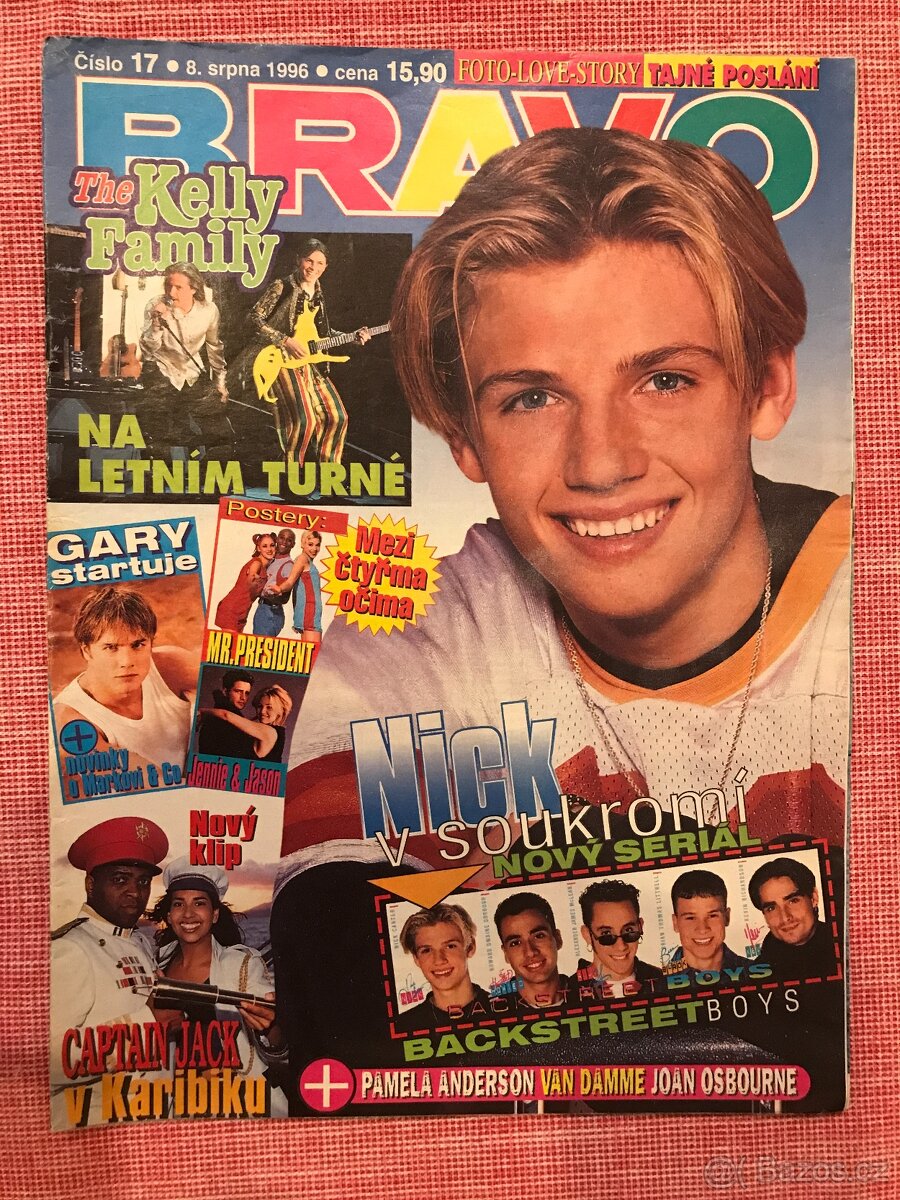 Číslo 17 • 8. srpna 1996 • cena 15,90
FOTO-LOVE-STORY TAJNÉ POSLÁNÍ
BRAVO
The Kelly
Family
NA
LETNÍM TURNÉ
GARY
startuje
+
novinky
o Markovi & Co.
Postery:
MR. PRESIDENT
Jennie & Jason
Mezi
čtyřma
očima
Nick
v soukromí
NOVÝ SERIÁL
BACKSTREET BOYS
BACKSTREETBOYS
Nový
klip
CAPTAIN JACK
v Karibiku
+ PAMELA ANDERSON VAN DAMME JOAN OSBOURNE
Bazos.cz